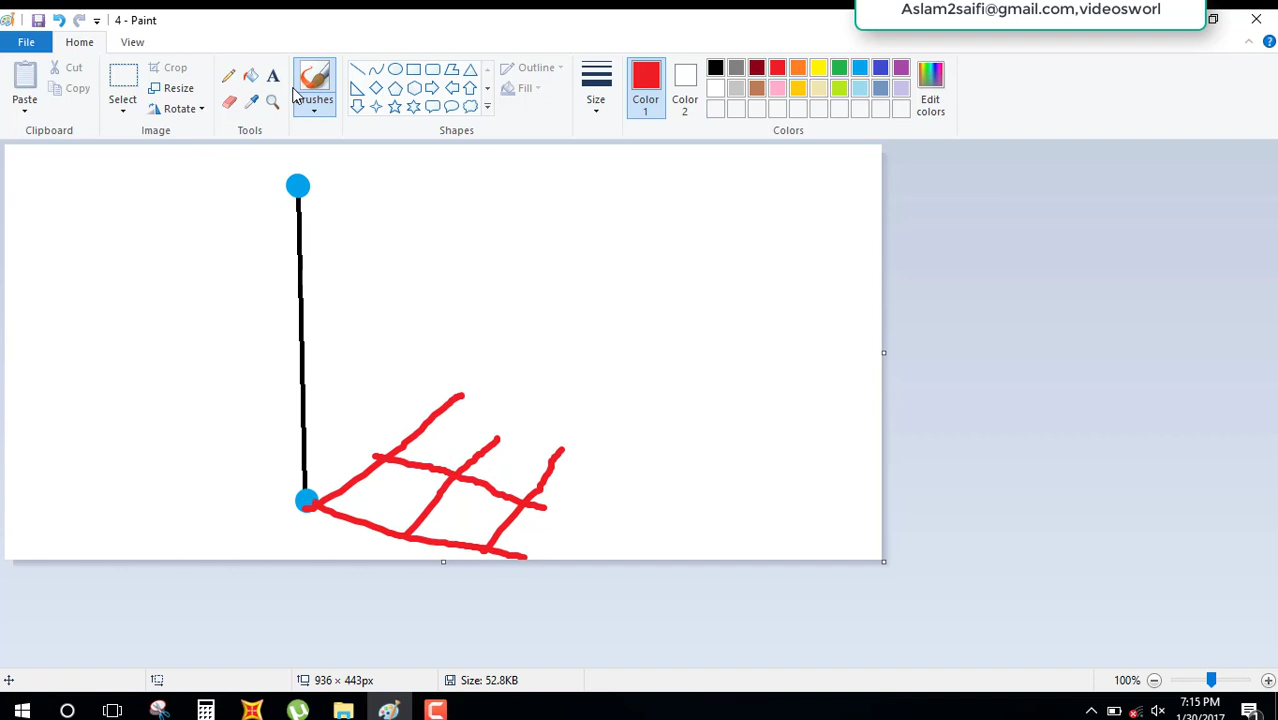 Aslam2saifi@gmail.com,videosworl
4 - Paint
File
Home
View
Paste
Cut
Copy
Clipboard
Select
Crop
Resize
Rotate
Image
A
Tools
Brushes
Shapes
Outline
Fill
Size
Color
1
Color
2
Edit
colors
Colors
936 × 443px
Size: 52.8KB
100%
7:15 PM
1/30/2017